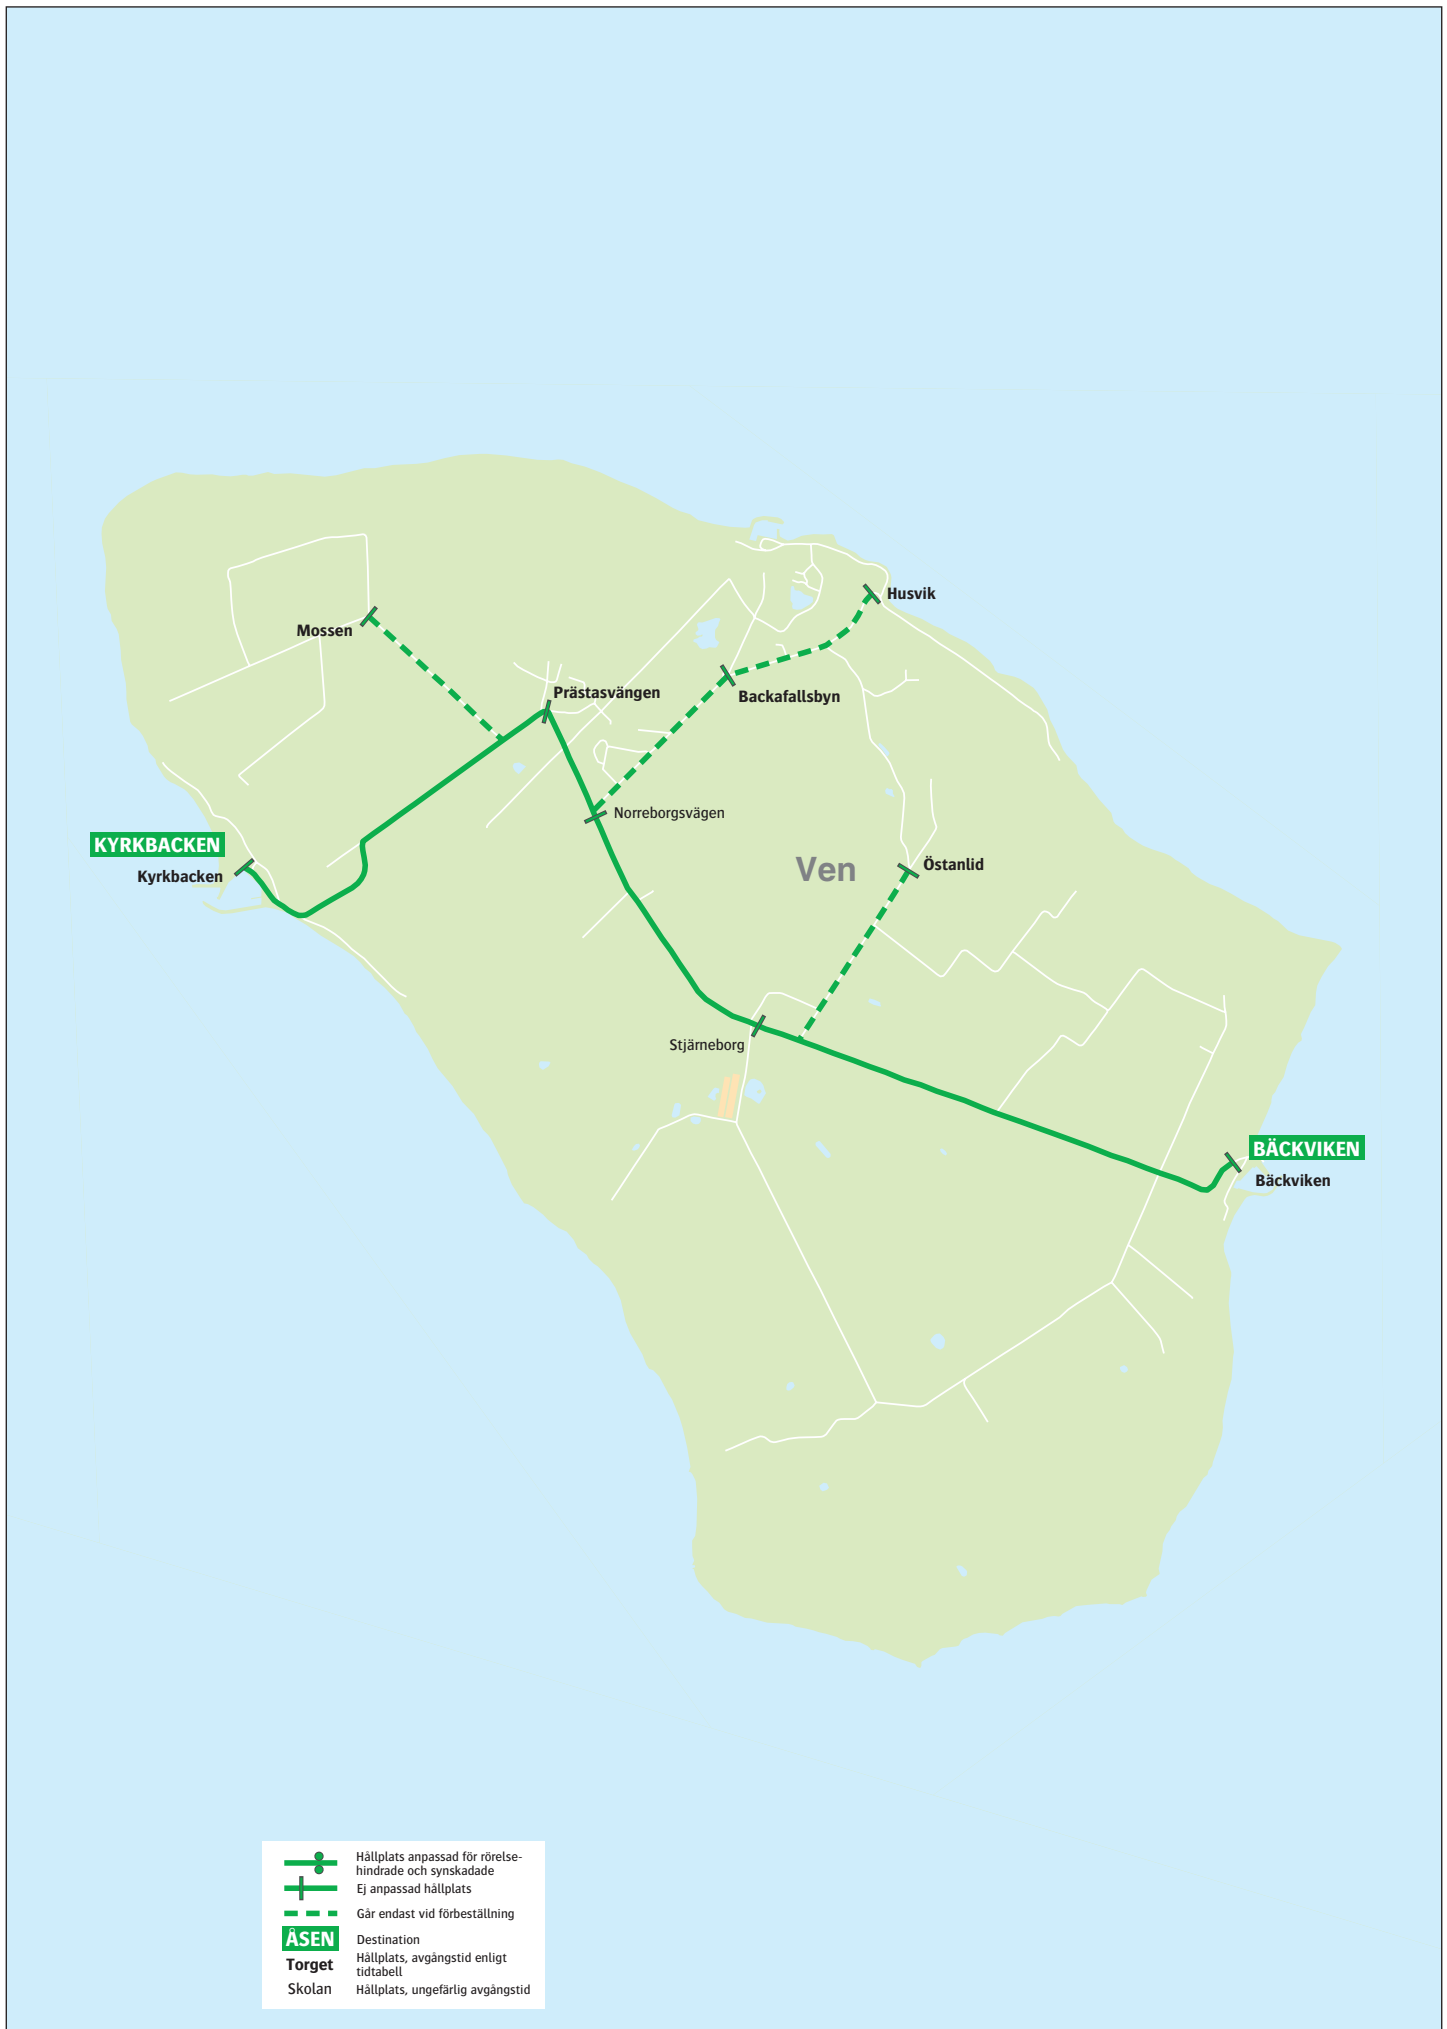 Husvik
Mossen
Prästasvängen
Backafallsbyn
Norreborgsvägen
KYRKBACKEN
Kyrkbacken
Ven
Östanlid
Stjärneborg
BÄCKVIKEN
Bäckviken
Hållplats anpassad för rörelse-
hindrade och synskadade
Ej anpassad hållplats
Går endast vid förbeställning
ÅSEN
Destination
Torget
Hållplats, avgångstid enligt
tidtabell
Skolan
Hållplats, ungefärlig avgångstid